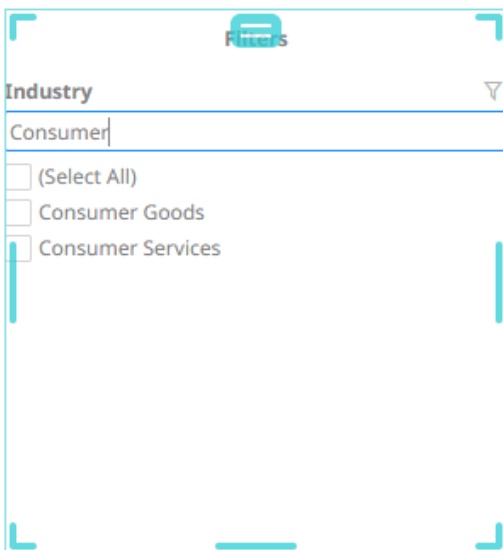 Filters
Industry
Consumer
(Select All)
Consumer Goods
Consumer Services